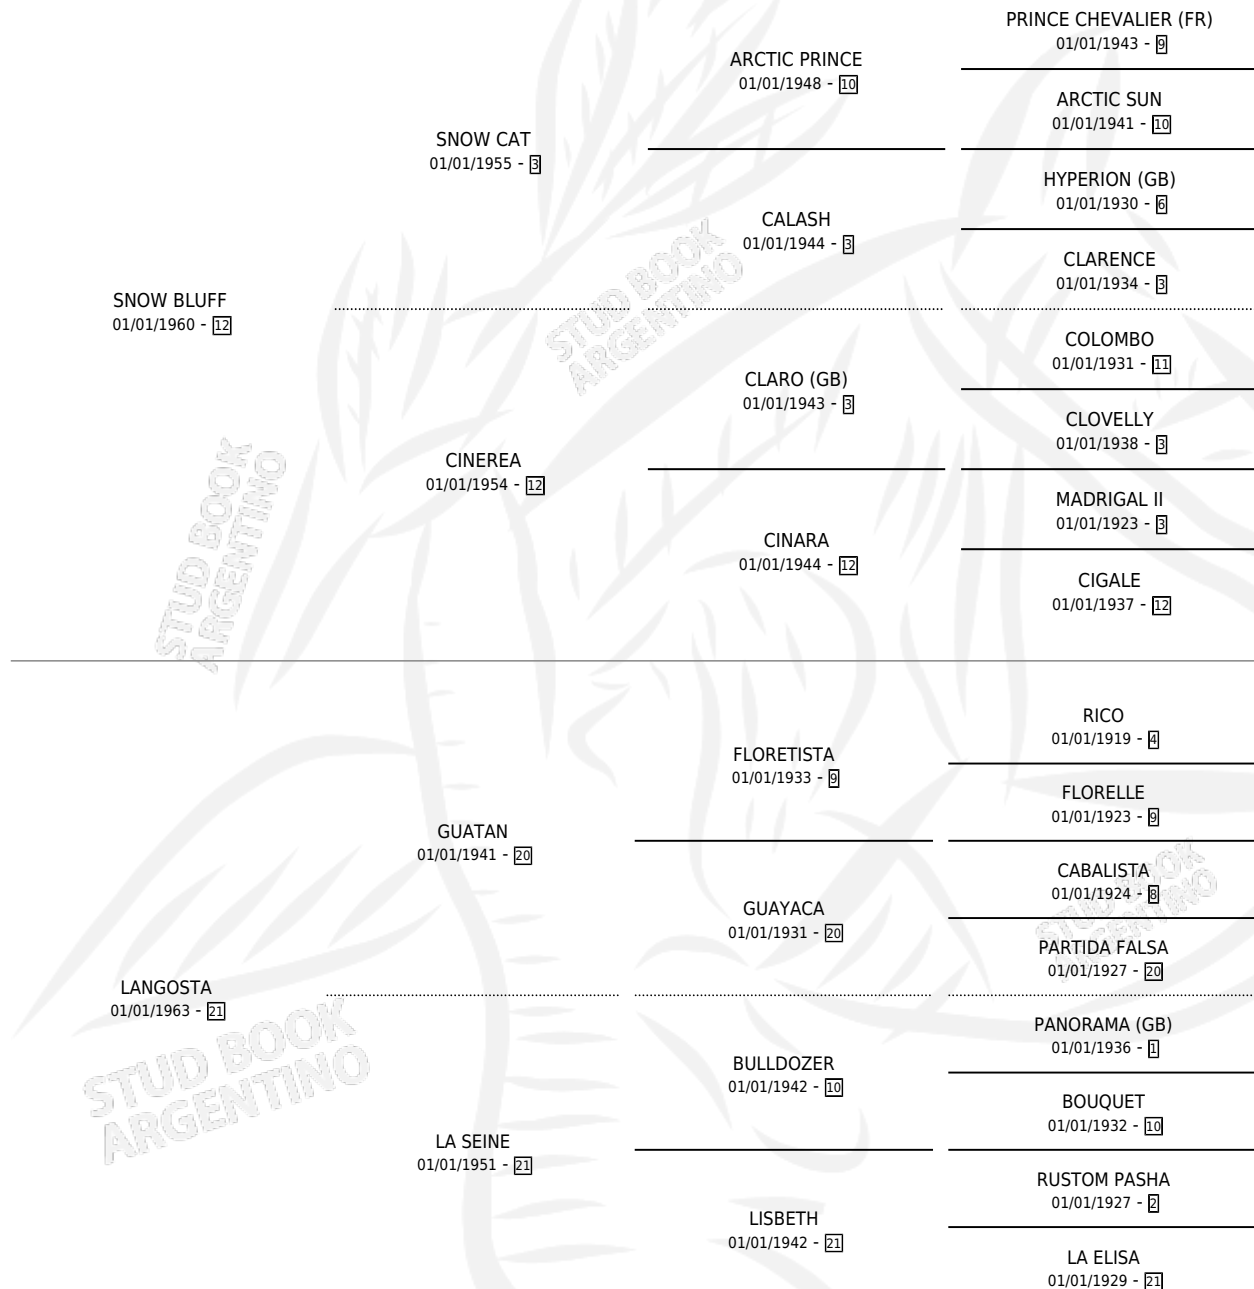 PRINCE CHEVALIER (FR)
01/01/1943 - 9
ARCTIC PRINCE
01/01/1948 - 10
ARCTIC SUN
01/01/1941 - 10
SNOW CAT
01/01/1955 - 3
HYPERION (GB)
01/01/1930 - 6
CALASH
01/01/1944 - 3
CLARENCE
01/01/1934 - 3
SNOW BLUFF
01/01/1960 - 12
COLOMBO
01/01/1931 - 11
CLARO (GB)
01/01/1943 - 3
CLOVELLY
01/01/1938 - 3
CINEREA
01/01/1954 - 12
MADRIGAL II
01/01/1923 - 3
CINARA
01/01/1944 - 12
CIGALE
01/01/1937 - 12
RICO
01/01/1919 - 4
FLORETISTA
01/01/1933 - 9
FLORELLE
01/01/1923 - 9
GUATAN
01/01/1941 - 20
CABALISTA
01/01/1924 - 8
GUAYACA
01/01/1931 - 20
PARTIDA FALSA
01/01/1927 - 20
LANGOSTA
01/01/1963 - 21
PANORAMA (GB)
01/01/1936 - 1
BULLDOZER
01/01/1942 - 10
BOUQUET
01/01/1932 - 10
LA SEINE
01/01/1951 - 21
RUSTOM PASHA
01/01/1927 - 2
LISBETH
01/01/1942 - 21
LA ELISA
01/01/1929 - 21
STUD BOOK
ARGENTINO
STUD BOOK
ARGENTINO
STUD BOOK
ARGENTINO
STUD BOOK
ARGENTINO